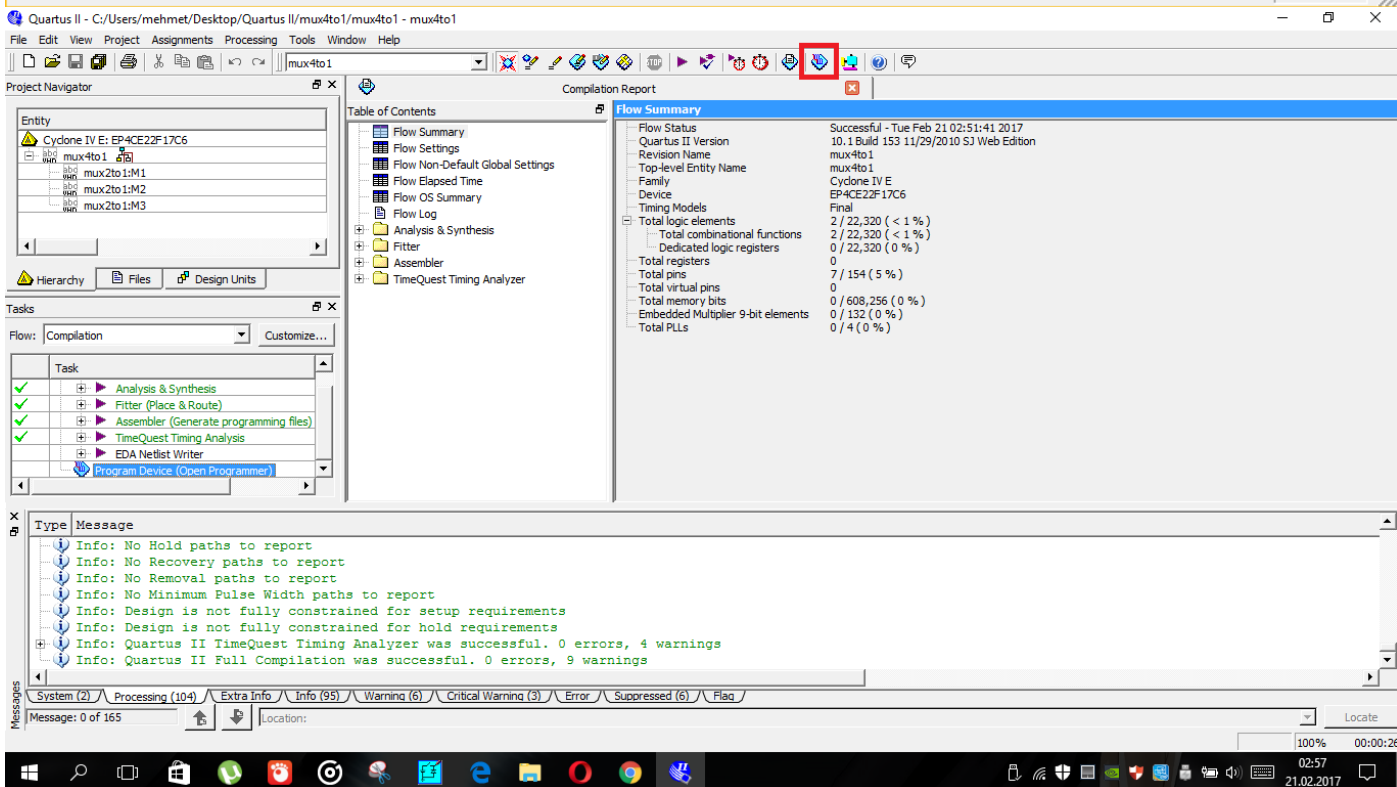 Quartus II - C:/Users/mehmet/Desktop/Quartus II/mux4to1/mux4to1 - mux4to1
File Edit View Project Assignments Processing Tools Window Help
mux4to1
STOP
Project Navigator
Entity
Cyclone IV E: EP4CE22F17C6
mux4to1
mux2to1:M1
mux2to1:M2
mux2to1:M3
Hierarchy Files Design Units
Tasks
Flow: Compilation Customize...
Task
Analysis & Synthesis
Fitter (Place & Route)
Assembler (Generate programming files)
TimeQuest Timing Analysis
EDA Netlist Writer
Program Device (Open Programmer)
Compilation Report
Table of Contents
Flow Summary
Flow Settings
Flow Non-Default Global Settings
Flow Elapsed Time
Flow OS Summary
Flow Log
Analysis & Synthesis
Fitter
Assembler
TimeQuest Timing Analyzer
Flow Summary
Flow Status Successful - Tue Feb 21 02:51:41 2017
Quartus II Version 10.1 Build 153 11/29/2010 SJ Web Edition
Revision Name mux4to1
Top-level Entity Name mux4to1
Family Cyclone IV E
Device EP4CE22F17C6
Timing Models Final
Total logic elements 2 / 22,320 ( < 1 % )
Total combinational functions 2 / 22,320 ( < 1 % )
Dedicated logic registers 0 / 22,320 ( 0 % )
Total registers 0
Total pins 7 / 154 ( 5 % )
Total virtual pins 0
Total memory bits 0 / 608,256 ( 0 % )
Embedded Multiplier 9-bit elements 0 / 132 ( 0 % )
Total PLLs 0 / 4 ( 0 % )
Type Message
Info: No Hold paths to report
Info: No Recovery paths to report
Info: No Removal paths to report
Info: No Minimum Pulse Width paths to report
Info: Design is not fully constrained for setup requirements
Info: Design is not fully constrained for hold requirements
Info: Quartus II TimeQuest Timing Analyzer was successful. 0 errors, 4 warnings
Info: Quartus II Full Compilation was successful. 0 errors, 9 warnings
System (2) Processing (104) Extra Info Info (95) Warning (6) Critical Warning (3) Error Suppressed (6) Flag
Messages
Message: 0 of 165 Location: Locate
100% 00:00:26
02:57
21.02.2017